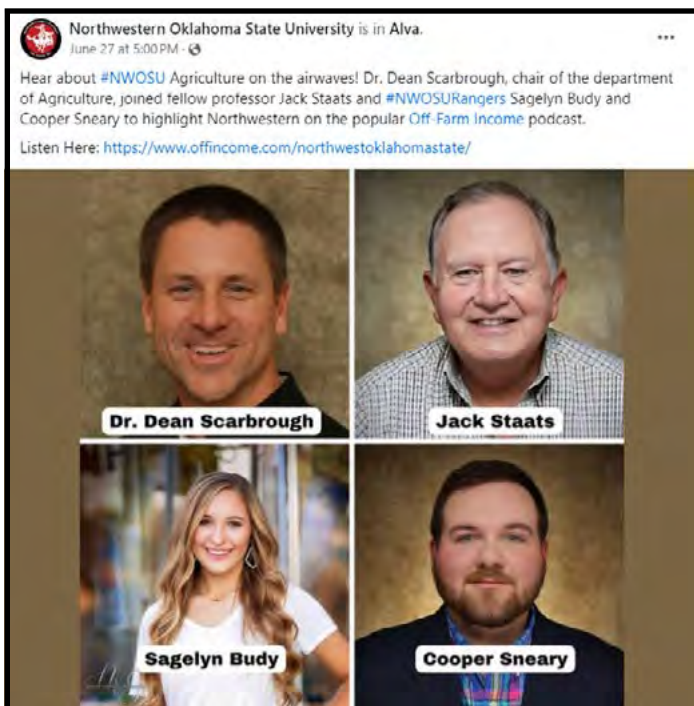 Northwestern Oklahoma State University is in Alva.
June 27 at 5:00 PM ·
Hear about #NWOSU Agriculture on the airwaves! Dr. Dean Scarbrough, chair of the department
of Agriculture, joined fellow professor Jack Staats and #NWOSURangers Sagelyn Budy and
Cooper Sneary to highlight Northwestern on the popular Off-Farm Income podcast.
Listen Here: https://www.offincome.com/northwestoklahomastate/
Dr. Dean Scarbrough
Jack Staats
Sagelyn Budy
Cooper Sneary